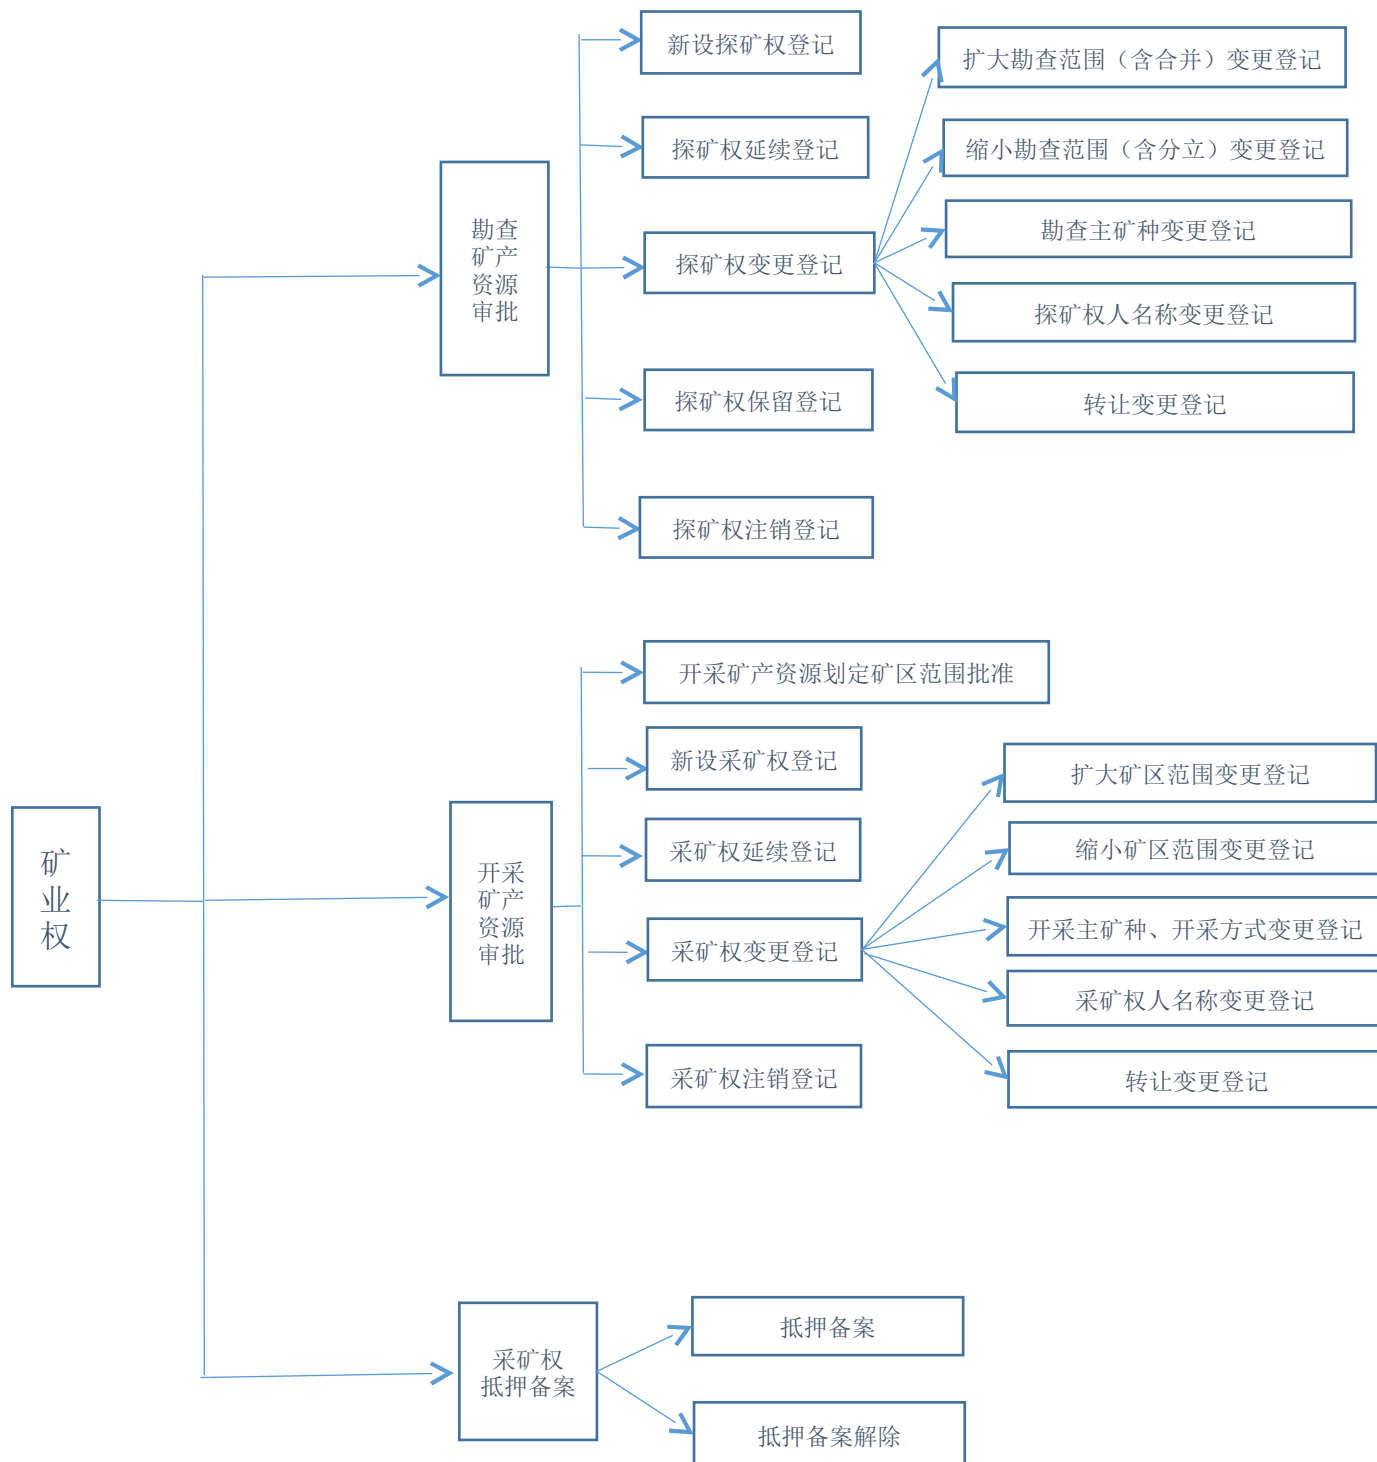 新设探矿权登记
扩大勘查范围（含合并）变更登记
探矿权延续登记
缩小勘查范围（含分立）变更登记
勘查
矿产
资源
审批
勘查主矿种变更登记
探矿权变更登记
探矿权人名称变更登记
探矿权保留登记
转让变更登记
探矿权注销登记
开采矿产资源划定矿区范围批准
新设采矿权登记
扩大矿区范围变更登记
采矿权延续登记
缩小矿区范围变更登记
矿
业
权
开采
矿产
资源
审批
开采主矿种、开采方式变更登记
采矿权变更登记
采矿权人名称变更登记
采矿权注销登记
转让变更登记
抵押备案
采矿权
抵押备案
抵押备案解除